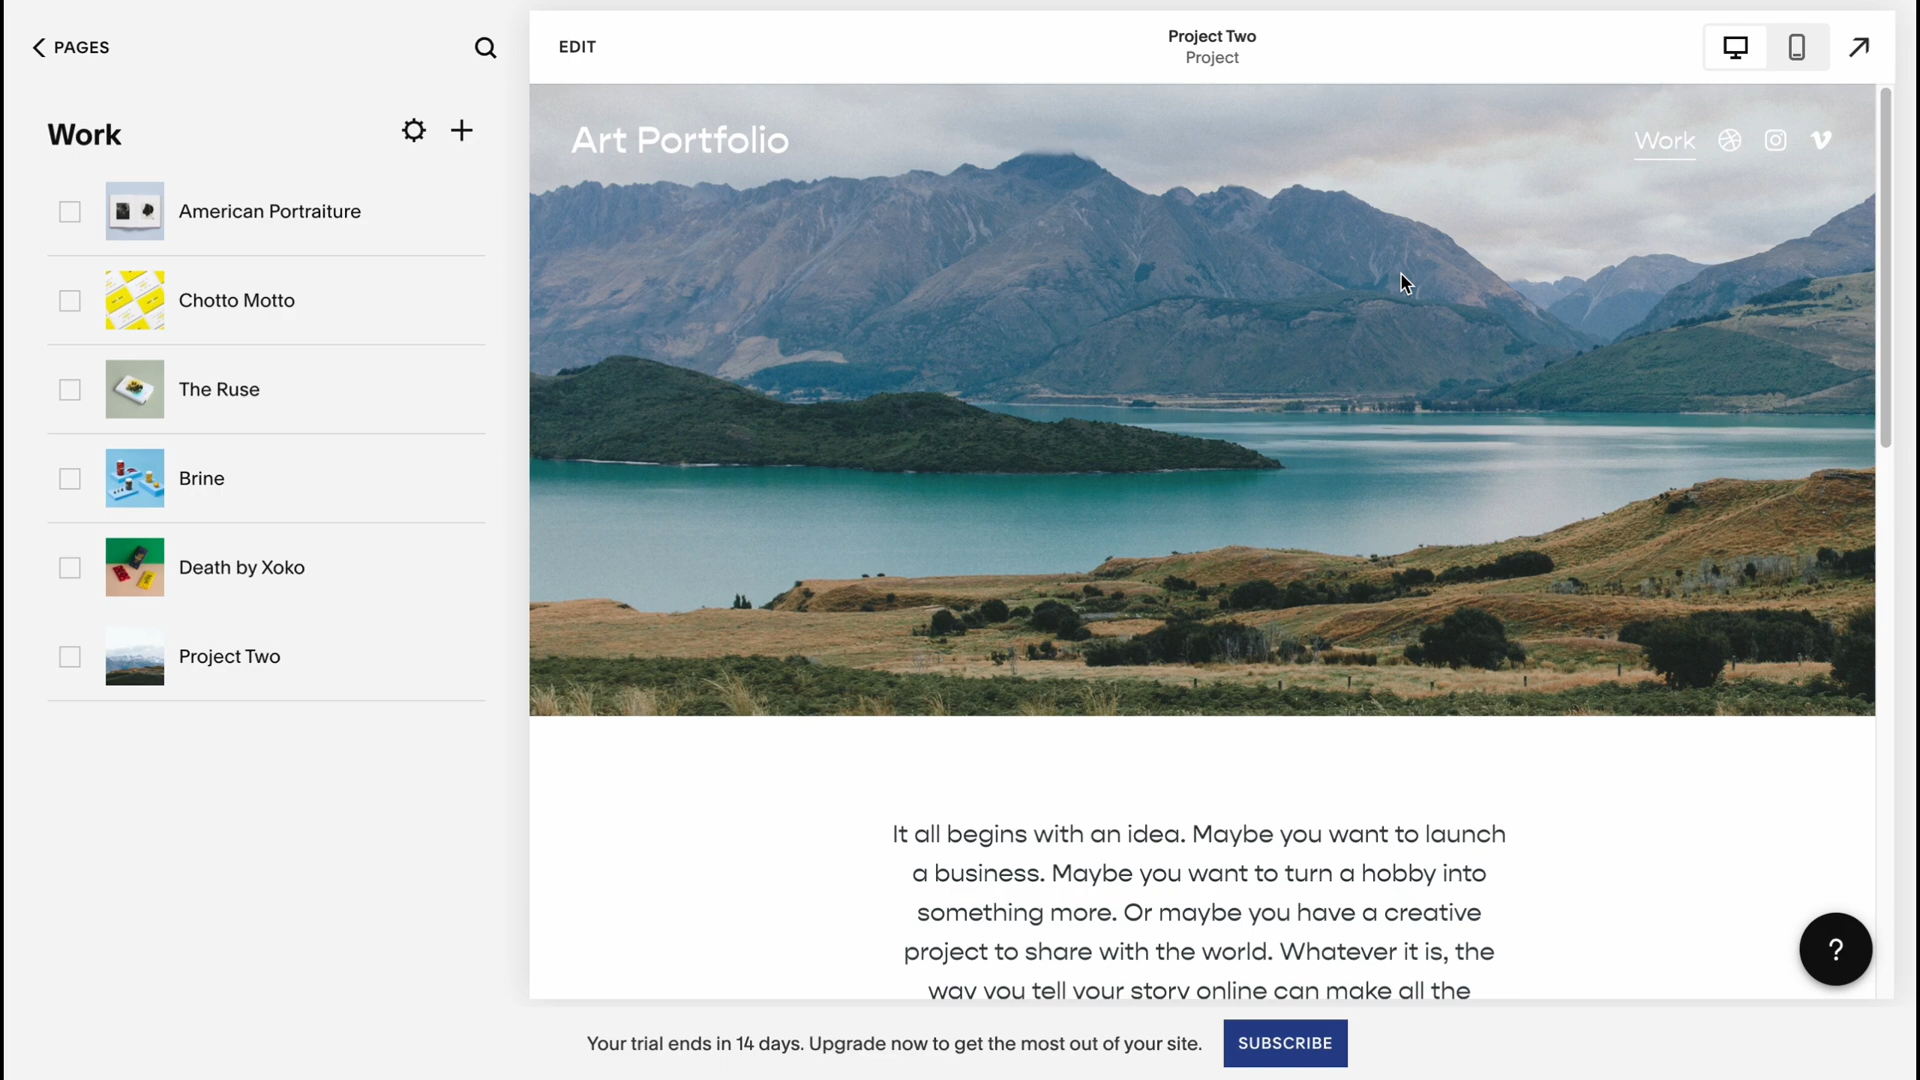 PAGES
Work
American Portraiture
Chotto Motto
The Ruse
Brine
Death by Xoko
Project Two
EDIT
Project Two
Project
Art Portfolio
Work
It all begins with an idea. Maybe you want to launch
a business. Maybe you want to turn a hobby into
something more. Or maybe you have a creative
project to share with the world. Whatever it is, the
way you tell your story online can make all the
?
Your trial ends in 14 days. Upgrade now to get the most out of your site.
SUBSCRIBE